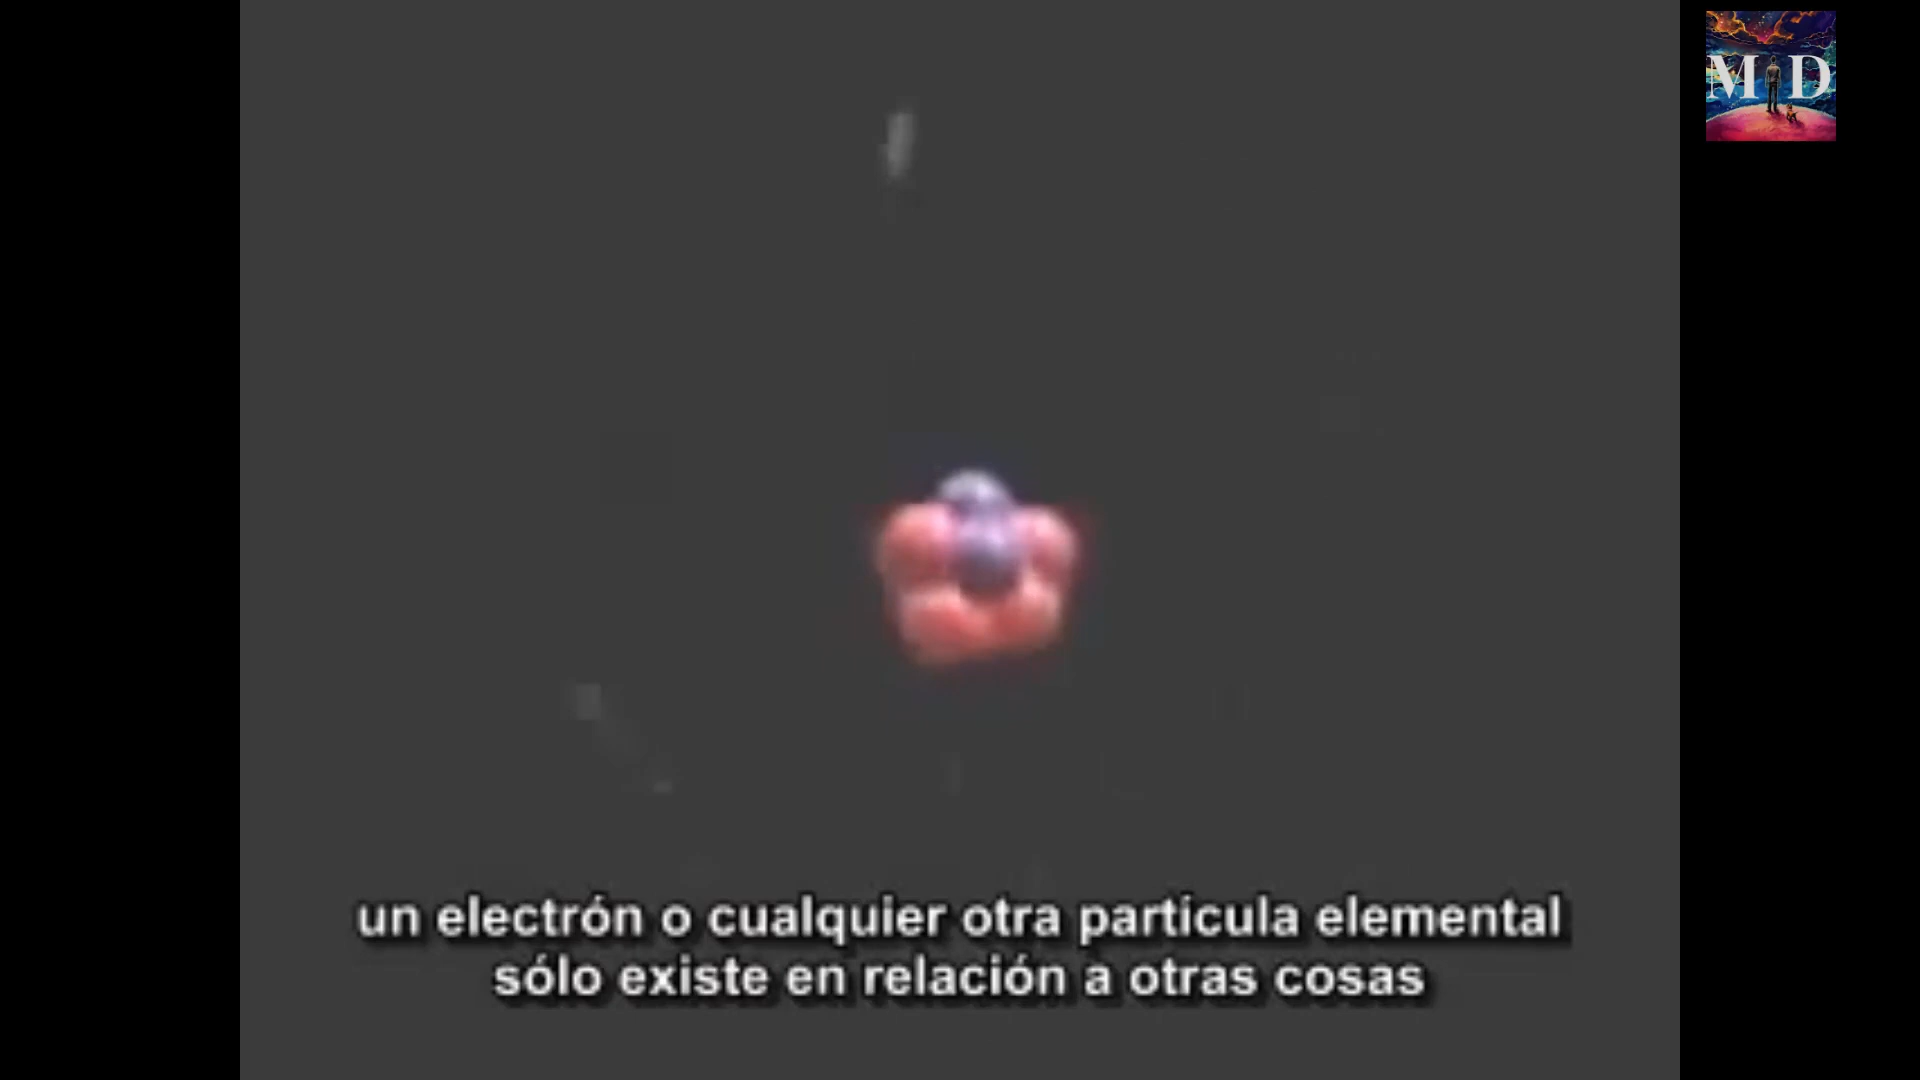 M D
un electrón o cualquier otra partícula elemental
sólo existe en relación a otras cosas